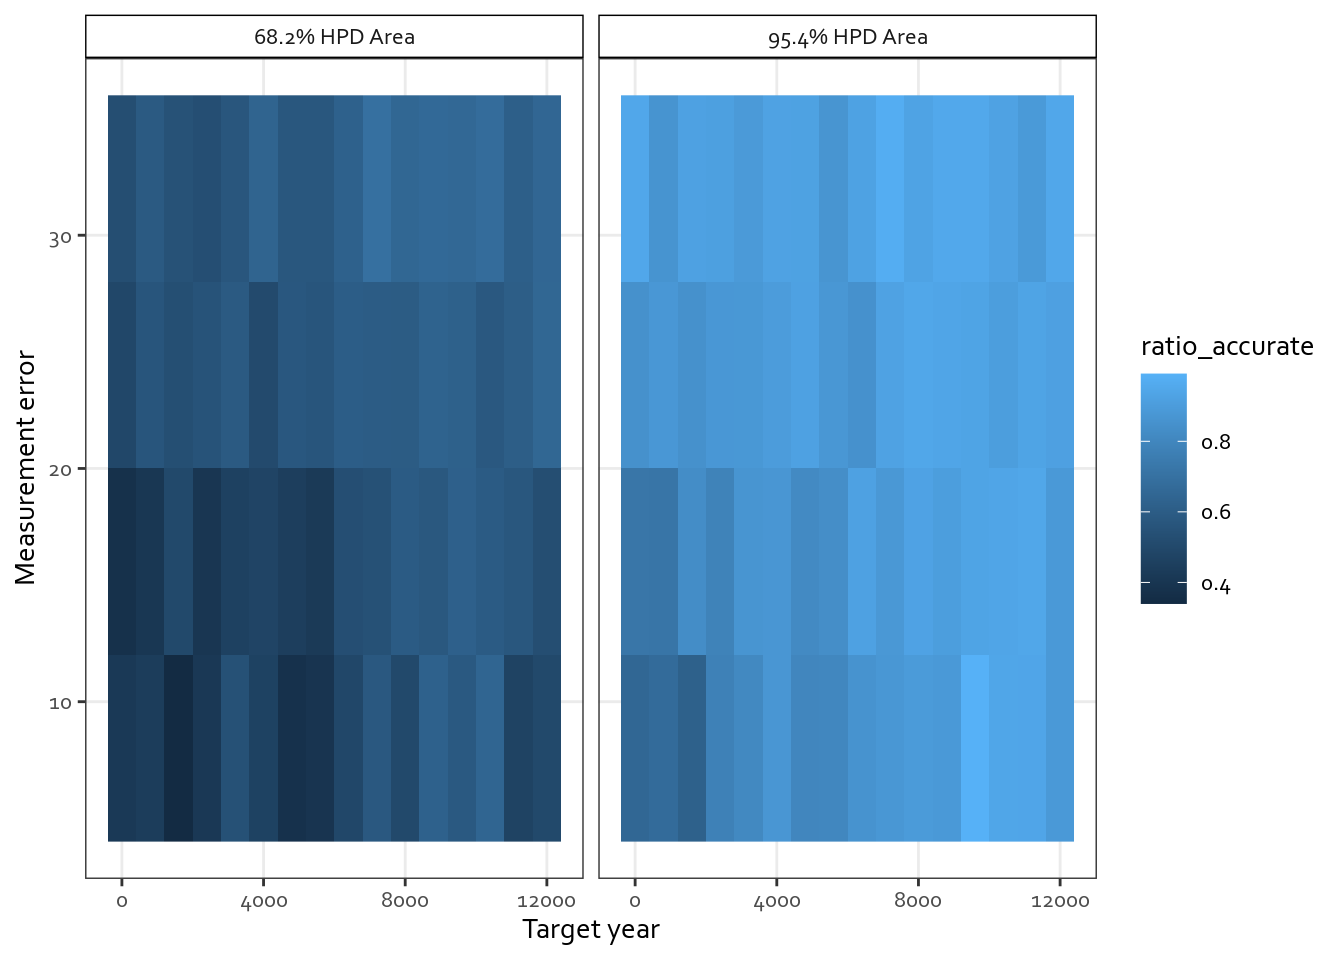 68.2% HPD Area
95.4% HPD Area
Measurement error
30
20
10
0
4000
8000
12000
0
4000
8000
12000
Target year
ratio_accurate
0.8
0.6
0.4